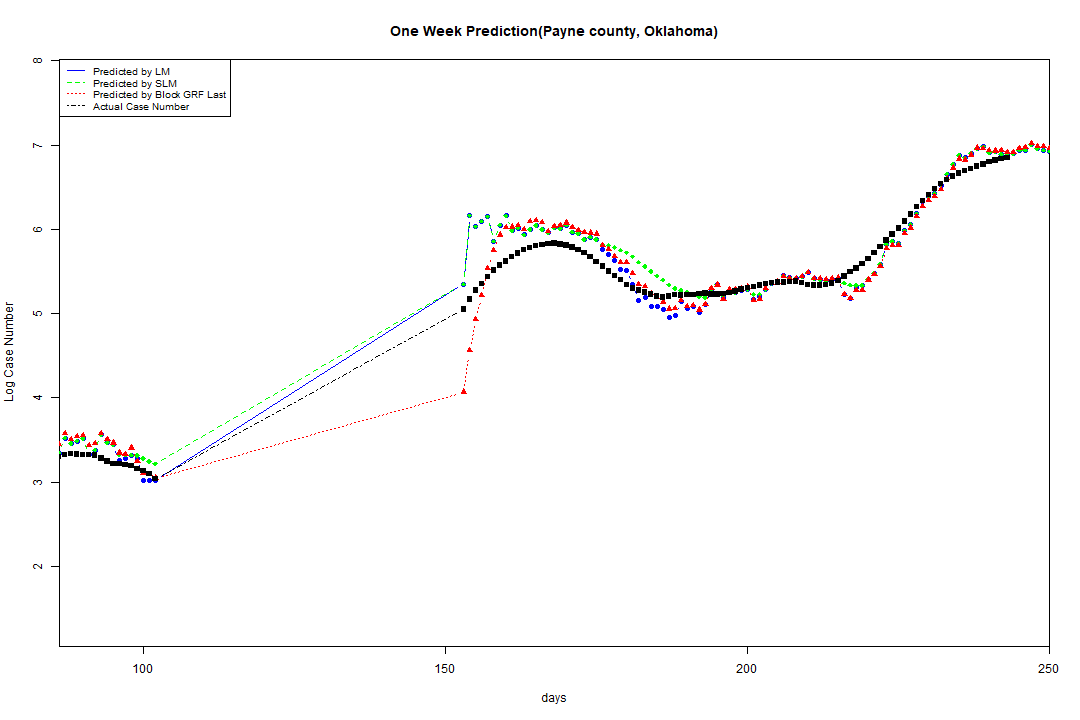 One Week Prediction(Payne county, Oklahoma)
Predicted by LM
Predicted by SLM
Predicted by Block GRF Last
Actual Case Number
Log Case Number
8
7
6
5
4
3
2
100 150 200 250
days